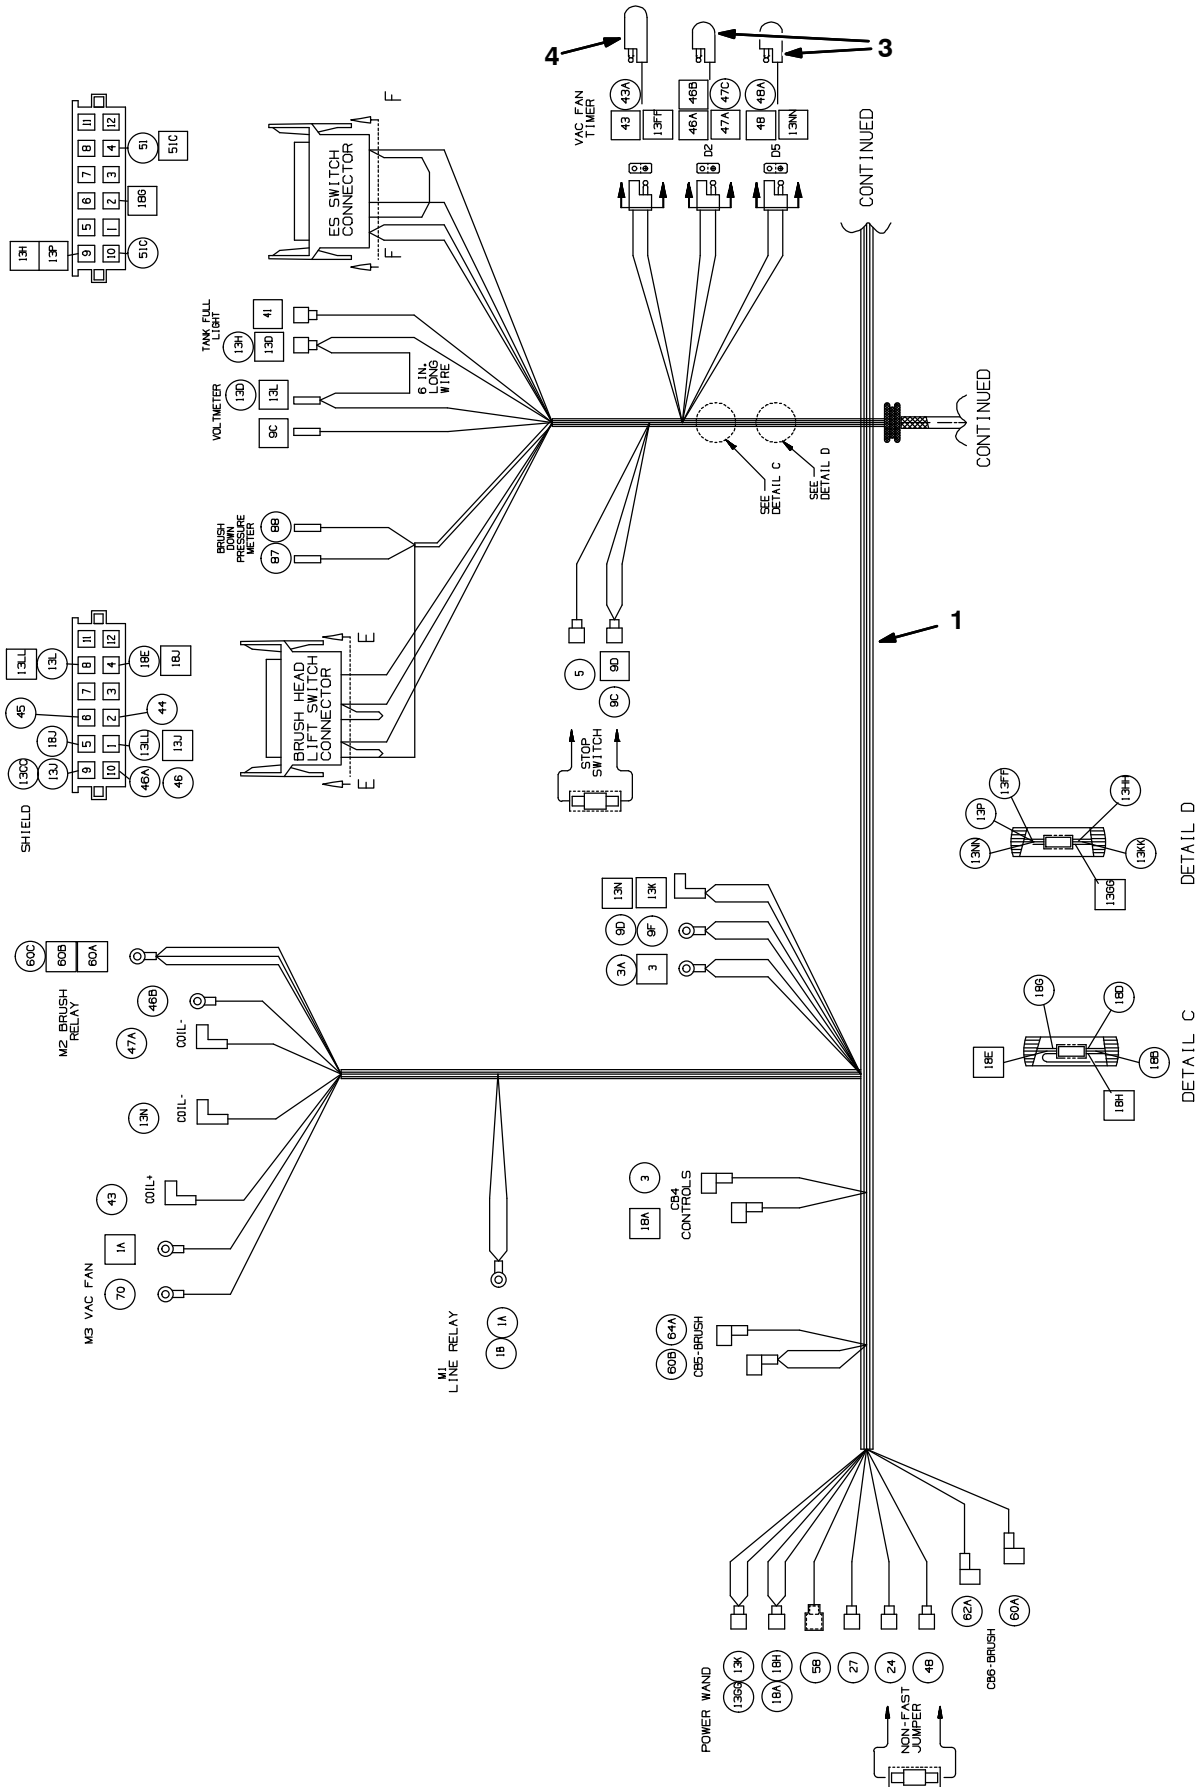 4
3
VAC FAN
TIMER
43
43A
13FF
46A
46B
47A
47C
D2
48
48A
13NN
D5
CONTINUED
CONTINUED
1
11
12
8
4
7
3
6
2
5
1
9
10
51
51C
18G
13H
13P
51C
ES SWITCH
CONNECTOR
F
F
TANK FULL
LIGHT
41
13H
13D
6 IN.
LONG
WIRE
VOLTMETER
13D
13L
9C
BRUSH
DOWN
PRESSURE
METER
88
87
SHIELD
11
12
8
4
7
3
6
2
5
1
9
10
13LL
13L
18E
18J
45
44
18J
13LL
13J
13CC
13J
46A
46
BRUSH HEAD
LIFT SWITCH
CONNECTOR
E
E
SEE
DETAIL C
SEE
DETAIL D
5
9D
9C
STOP
SWITCH
13N
13K
9D
9F
3A
3
60C
60B
60A
M2 BRUSH
RELAY
46B
47A
COIL-
13N
COIL-
43
COIL+
1A
70
M3 VAC FAN
M1
LINE RELAY
1B
1A
3
18A
CB4
CONTROLS
64A
60B
CB5-BRUSH
POWER WAND
13GG
13K
18A
18H
58
27
24
48
62A
60A
CB6-BRUSH
NON-FAST
JUMPER
13NN
13P
13FF
13HH
13KK
13GG
DETAIL D
18E
18G
18D
18B
18H
DETAIL C